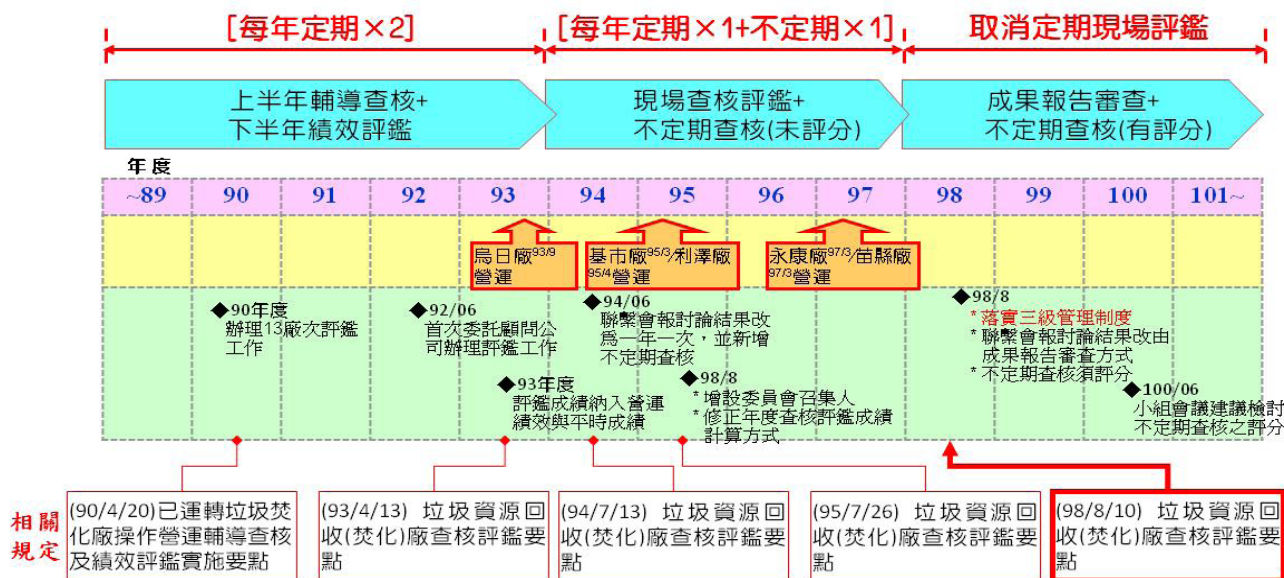 [每年定期×2]
[每年定期×1+不定期×1]
取消定期現場評鑑
上半年輔導查核+
下半年績效評鑑
現場查核評鑑+
不定期查核(未評分)
成果報告審查+
不定期查核(有評分)
年度
~89 90 91 92 93 94 95 96 97 98 99 100 101~
烏日廠93/9
營運
基市廠95/3/利澤廠
95/4營運
永康廠97/3/苗縣廠
97/3營運
◆90年度
辦理13廠次評鑑
工作
◆92/06
首次委託顧問公
司辦理評鑑工作
◆93年度
評鑑成績納入營運
績效與平時成績
◆94/06
聯繫會報討論結果改
為一年一次，並新增
不定期查核
◆98/8
*增設委員會召集人
*修正年度查核評鑑成績
計算方式
◆98/8
*落實三級管理制度
*聯繫會報討論結果改由
成果報告審查方式
*不定期查核須評分
◆100/06
小組會議建議檢討
不定期查核之評分
相關
規定
(90/4/20)已運轉垃圾焚
化廠操作營運輔導查核
及績效評鑑實施要點
(93/4/13) 垃圾資源回
收(焚化)廠查核評鑑要
點
(94/7/13) 垃圾資源回
收(焚化)廠查核評鑑要
點
(95/7/26) 垃圾資源回
收(焚化)廠查核評鑑要
點
(98/8/10) 垃圾資源回
收(焚化)廠查核評鑑要
點